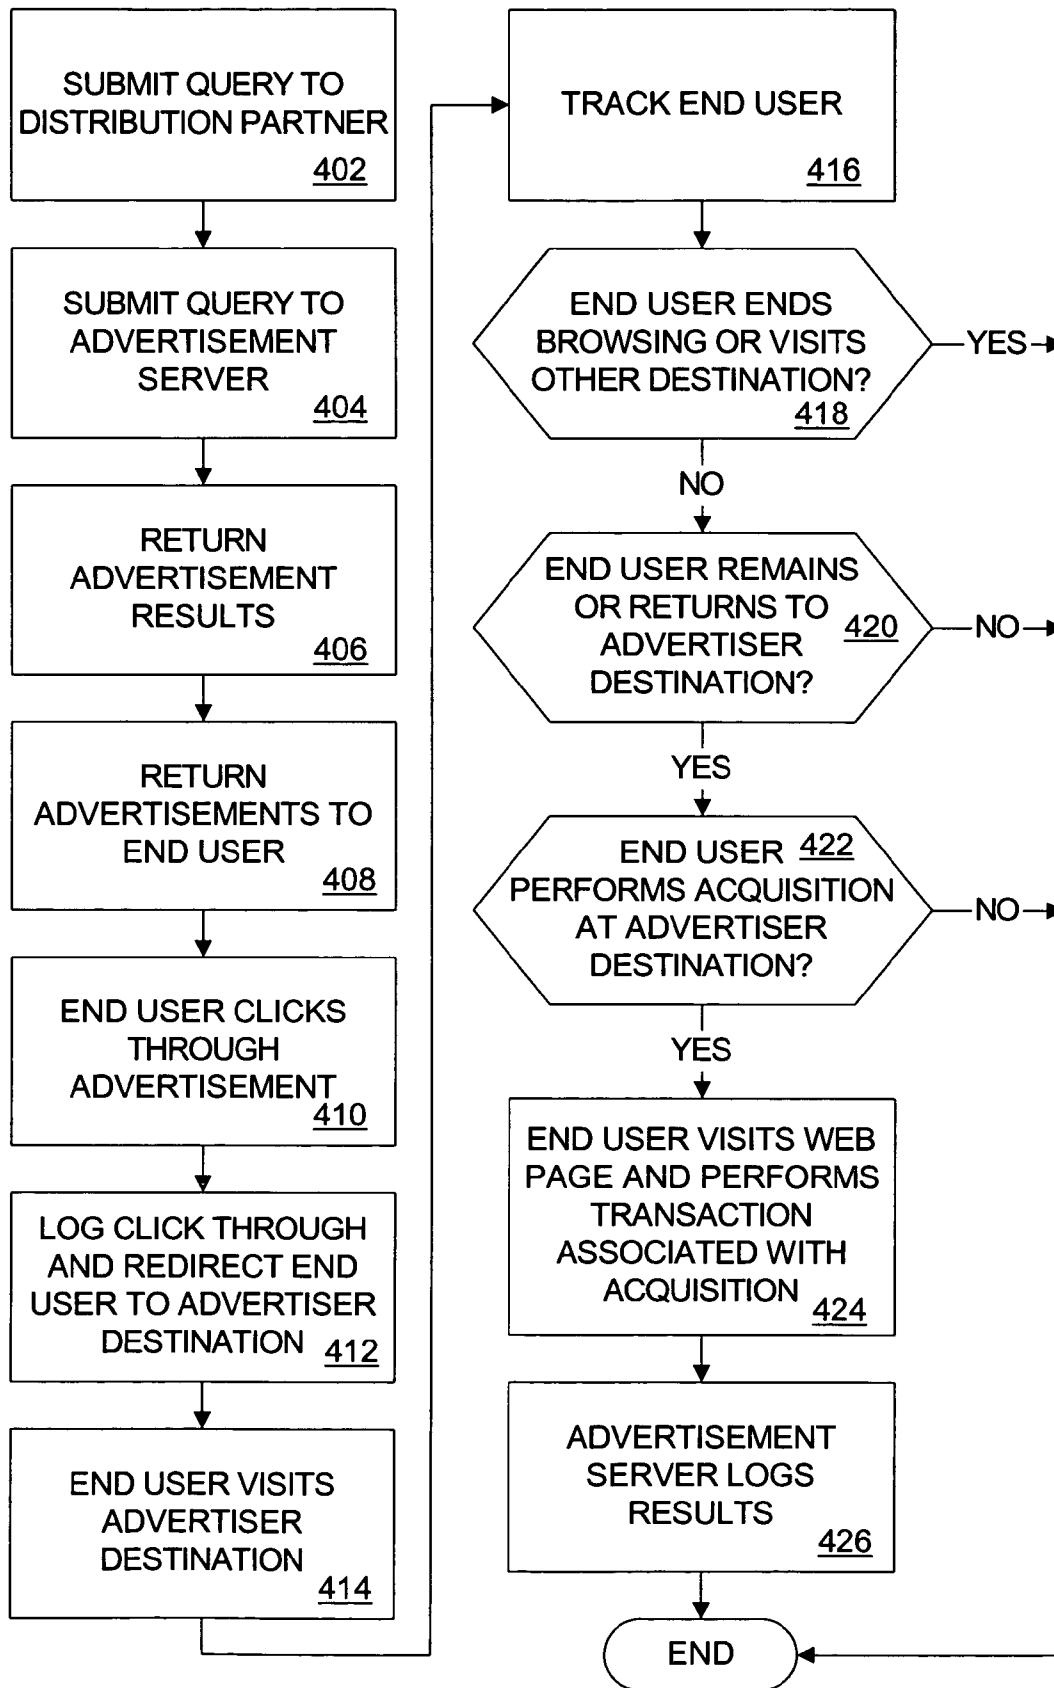 SUBMIT QUERY TO
DISTRIBUTION PARTNER
402
SUBMIT QUERY TO
ADVERTISEMENT
SERVER
404
RETURN
ADVERTISEMENT
RESULTS
406
RETURN
ADVERTISEMENTS TO
END USER
408
END USER CLICKS
THROUGH
ADVERTISEMENT
410
LOG CLICK THROUGH
AND REDIRECT END
USER TO ADVERTISER
DESTINATION
412
END USER VISITS
ADVERTISER
DESTINATION
414
TRACK END USER
416
END USER ENDS
BROWSING OR VISITS
OTHER DESTINATION?
418
YES
NO
END USER REMAINS
OR RETURNS TO
ADVERTISER
DESTINATION?
420
NO
YES
END USER 422
PERFORMS ACQUISITION
AT ADVERTISER
DESTINATION?
NO
YES
END USER VISITS WEB
PAGE AND PERFORMS
TRANSACTION
ASSOCIATED WITH
ACQUISITION
424
ADVERTISEMENT
SERVER LOGS
RESULTS
426
END